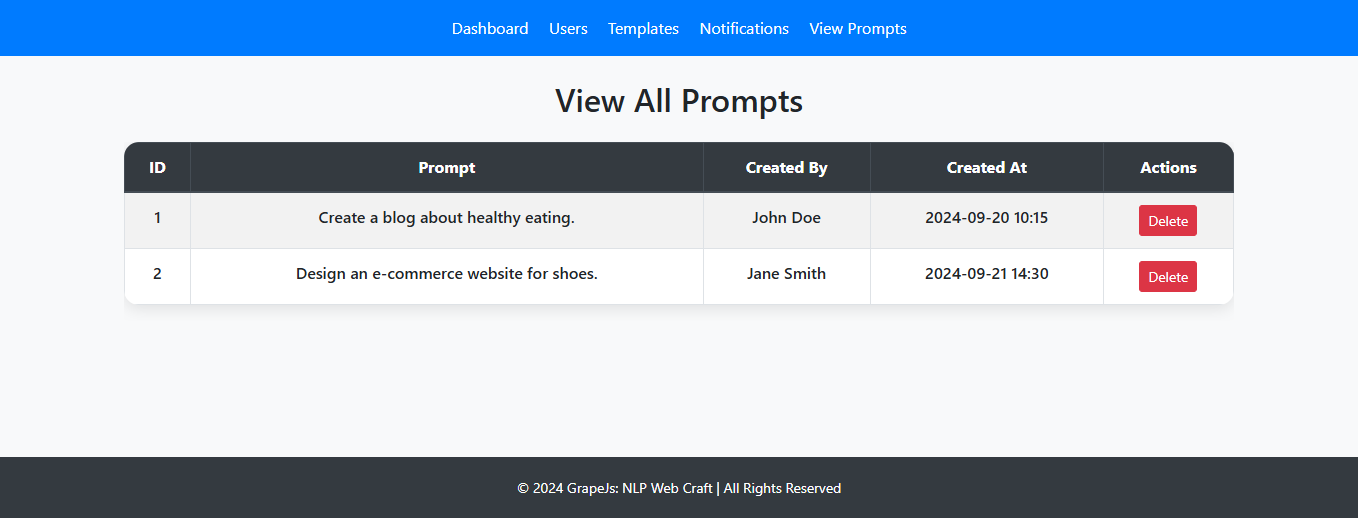 Dashboard Users Templates Notifications View Prompts
View All Prompts
ID Prompt Created By Created At Actions
1 Create a blog about healthy eating. John Doe 2024-09-20 10:15 Delete
2 Design an e-commerce website for shoes. Jane Smith 2024-09-21 14:30 Delete
© 2024 GrapeJs: NLP Web Craft | All Rights Reserved